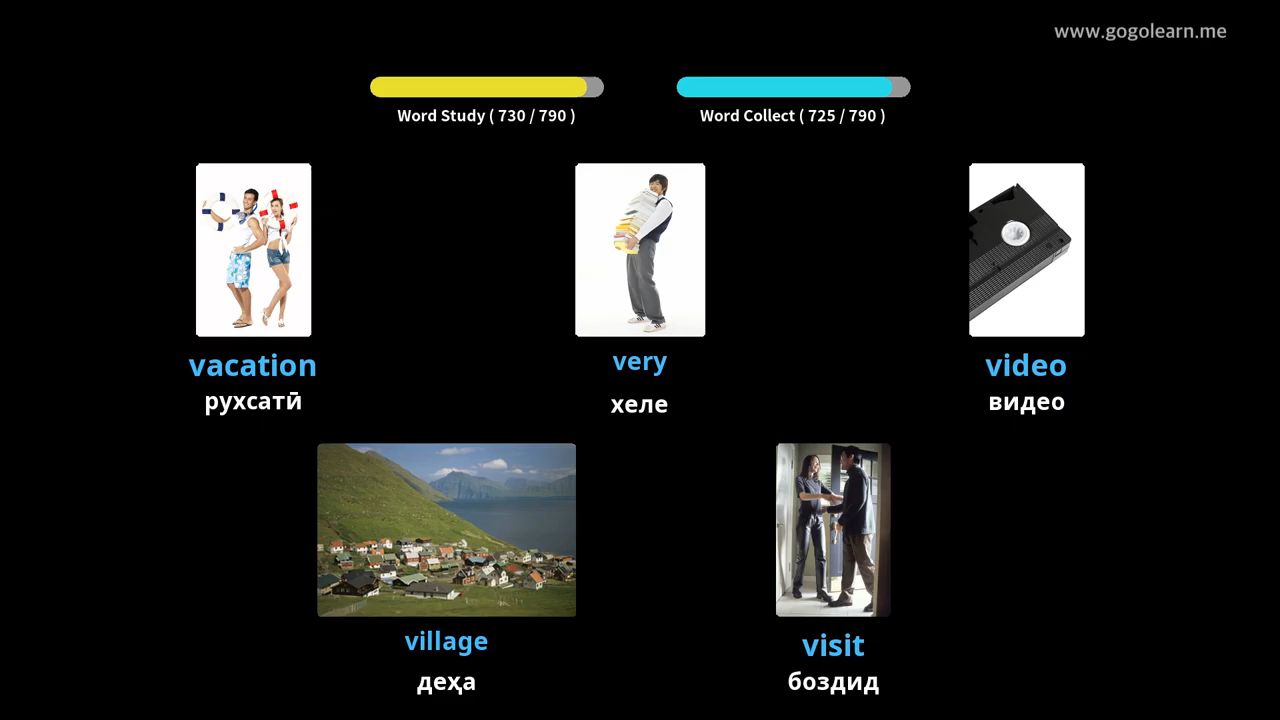 www.gogolearn.me
Word Study ( 730 / 790 )
Word Collect ( 725 / 790 )
vacation
рухсатӣ
very
хеле
video
видео
village
деҳа
visit
боздид